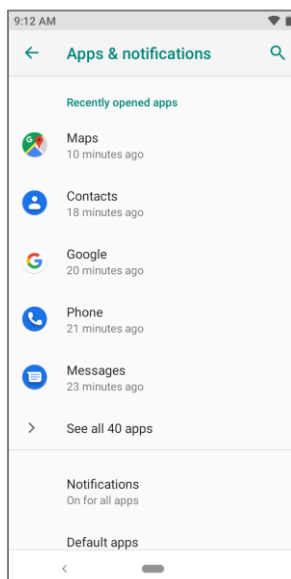 9:12 AM
Apps & notifications
Recently opened apps
Maps
10 minutes ago
Contacts
18 minutes ago
Google
20 minutes ago
Phone
21 minutes ago
Messages
23 minutes ago
See all 40 apps
Notifications
On for all apps
Default apps